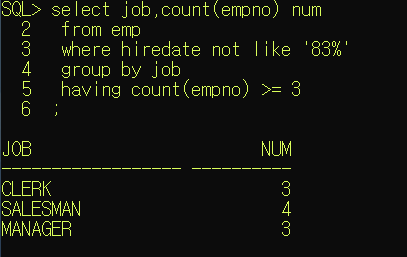 SQL> select job,count(empno) num
2 from emp
3 where hiredate not like '83%'
4 group by job
5 having count(empno) >= 3
6 ;
JOB NUM
------------------ ----------
CLERK 3
SALESMAN 4
MANAGER 3